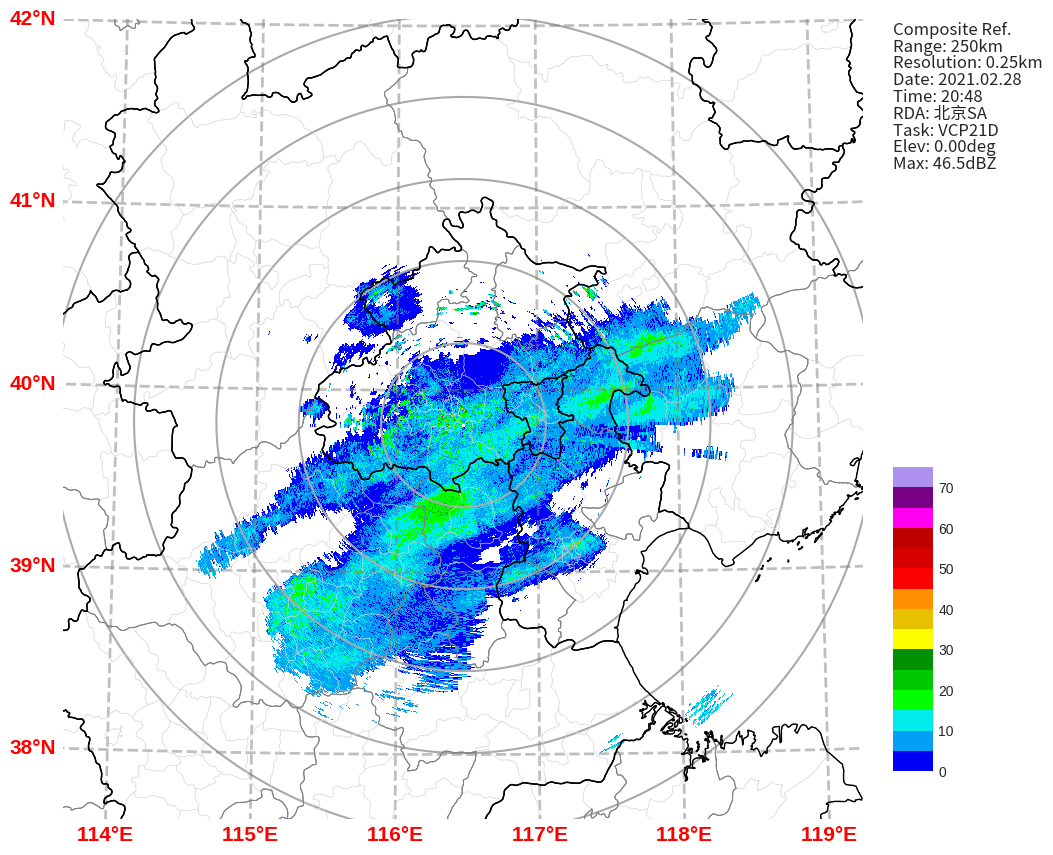 42°N
41°N
40°N
39°N
38°N
114°E
115°E
116°E
117°E
118°E
119°E
Composite Ref.
Range: 250km
Resolution: 0.25km
Date: 2021.02.28
Time: 20:48
RDA: 北京SA
Task: VCP21D
Elev: 0.00deg
Max: 46.5dBZ
70
60
50
40
30
20
10
0